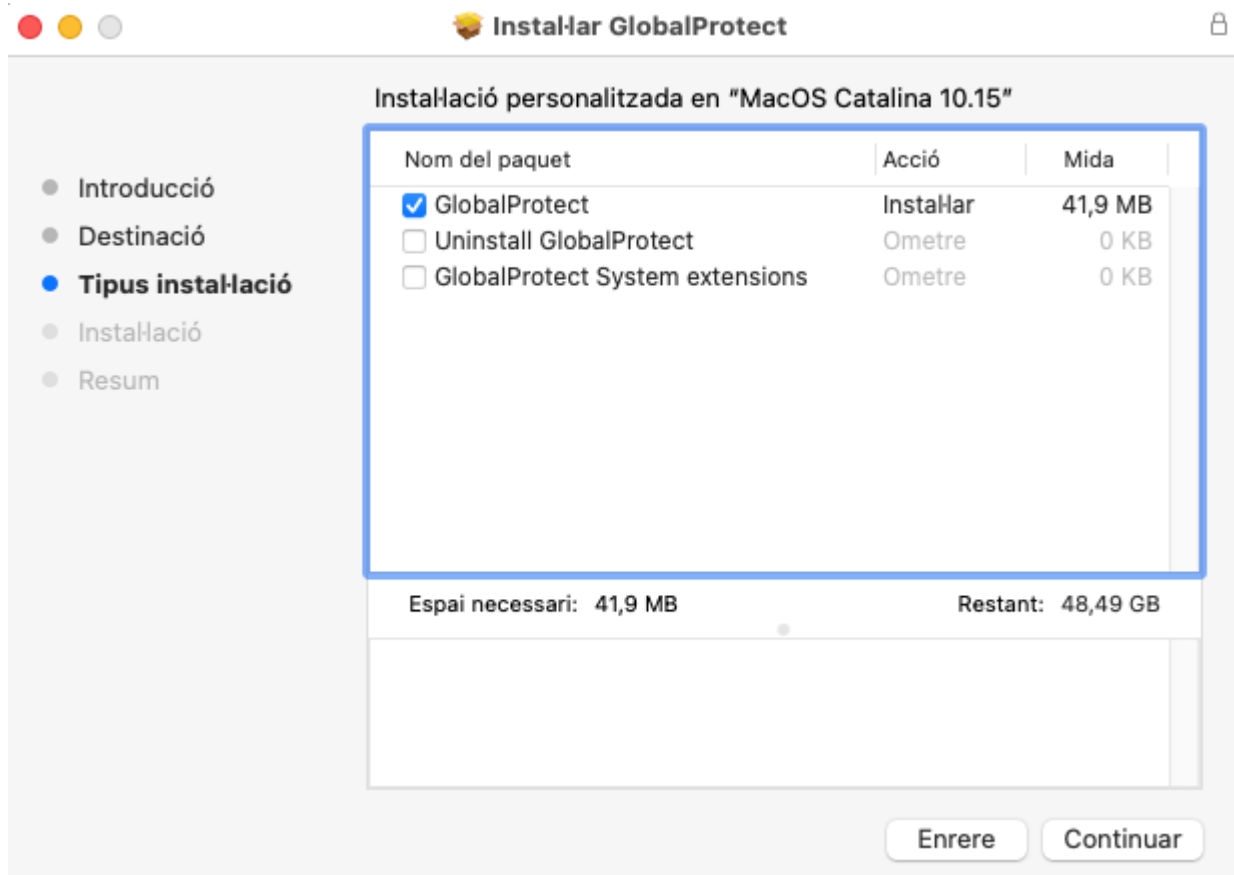 Instal·lar GlobalProtect
Instal·lació personalitzada en "MacOS Catalina 10.15"
Introducció
Destinació
Tipus instal·lació
Instal·lació
Resum
Nom del paquet Acció Mida
GlobalProtect Instal·lar 41,9 MB
Uninstall GlobalProtect Ometre 0 KB
GlobalProtect System extensions Ometre 0 KB
Espai necessari: 41,9 MB Restant: 48,49 GB
Enrere Continuar